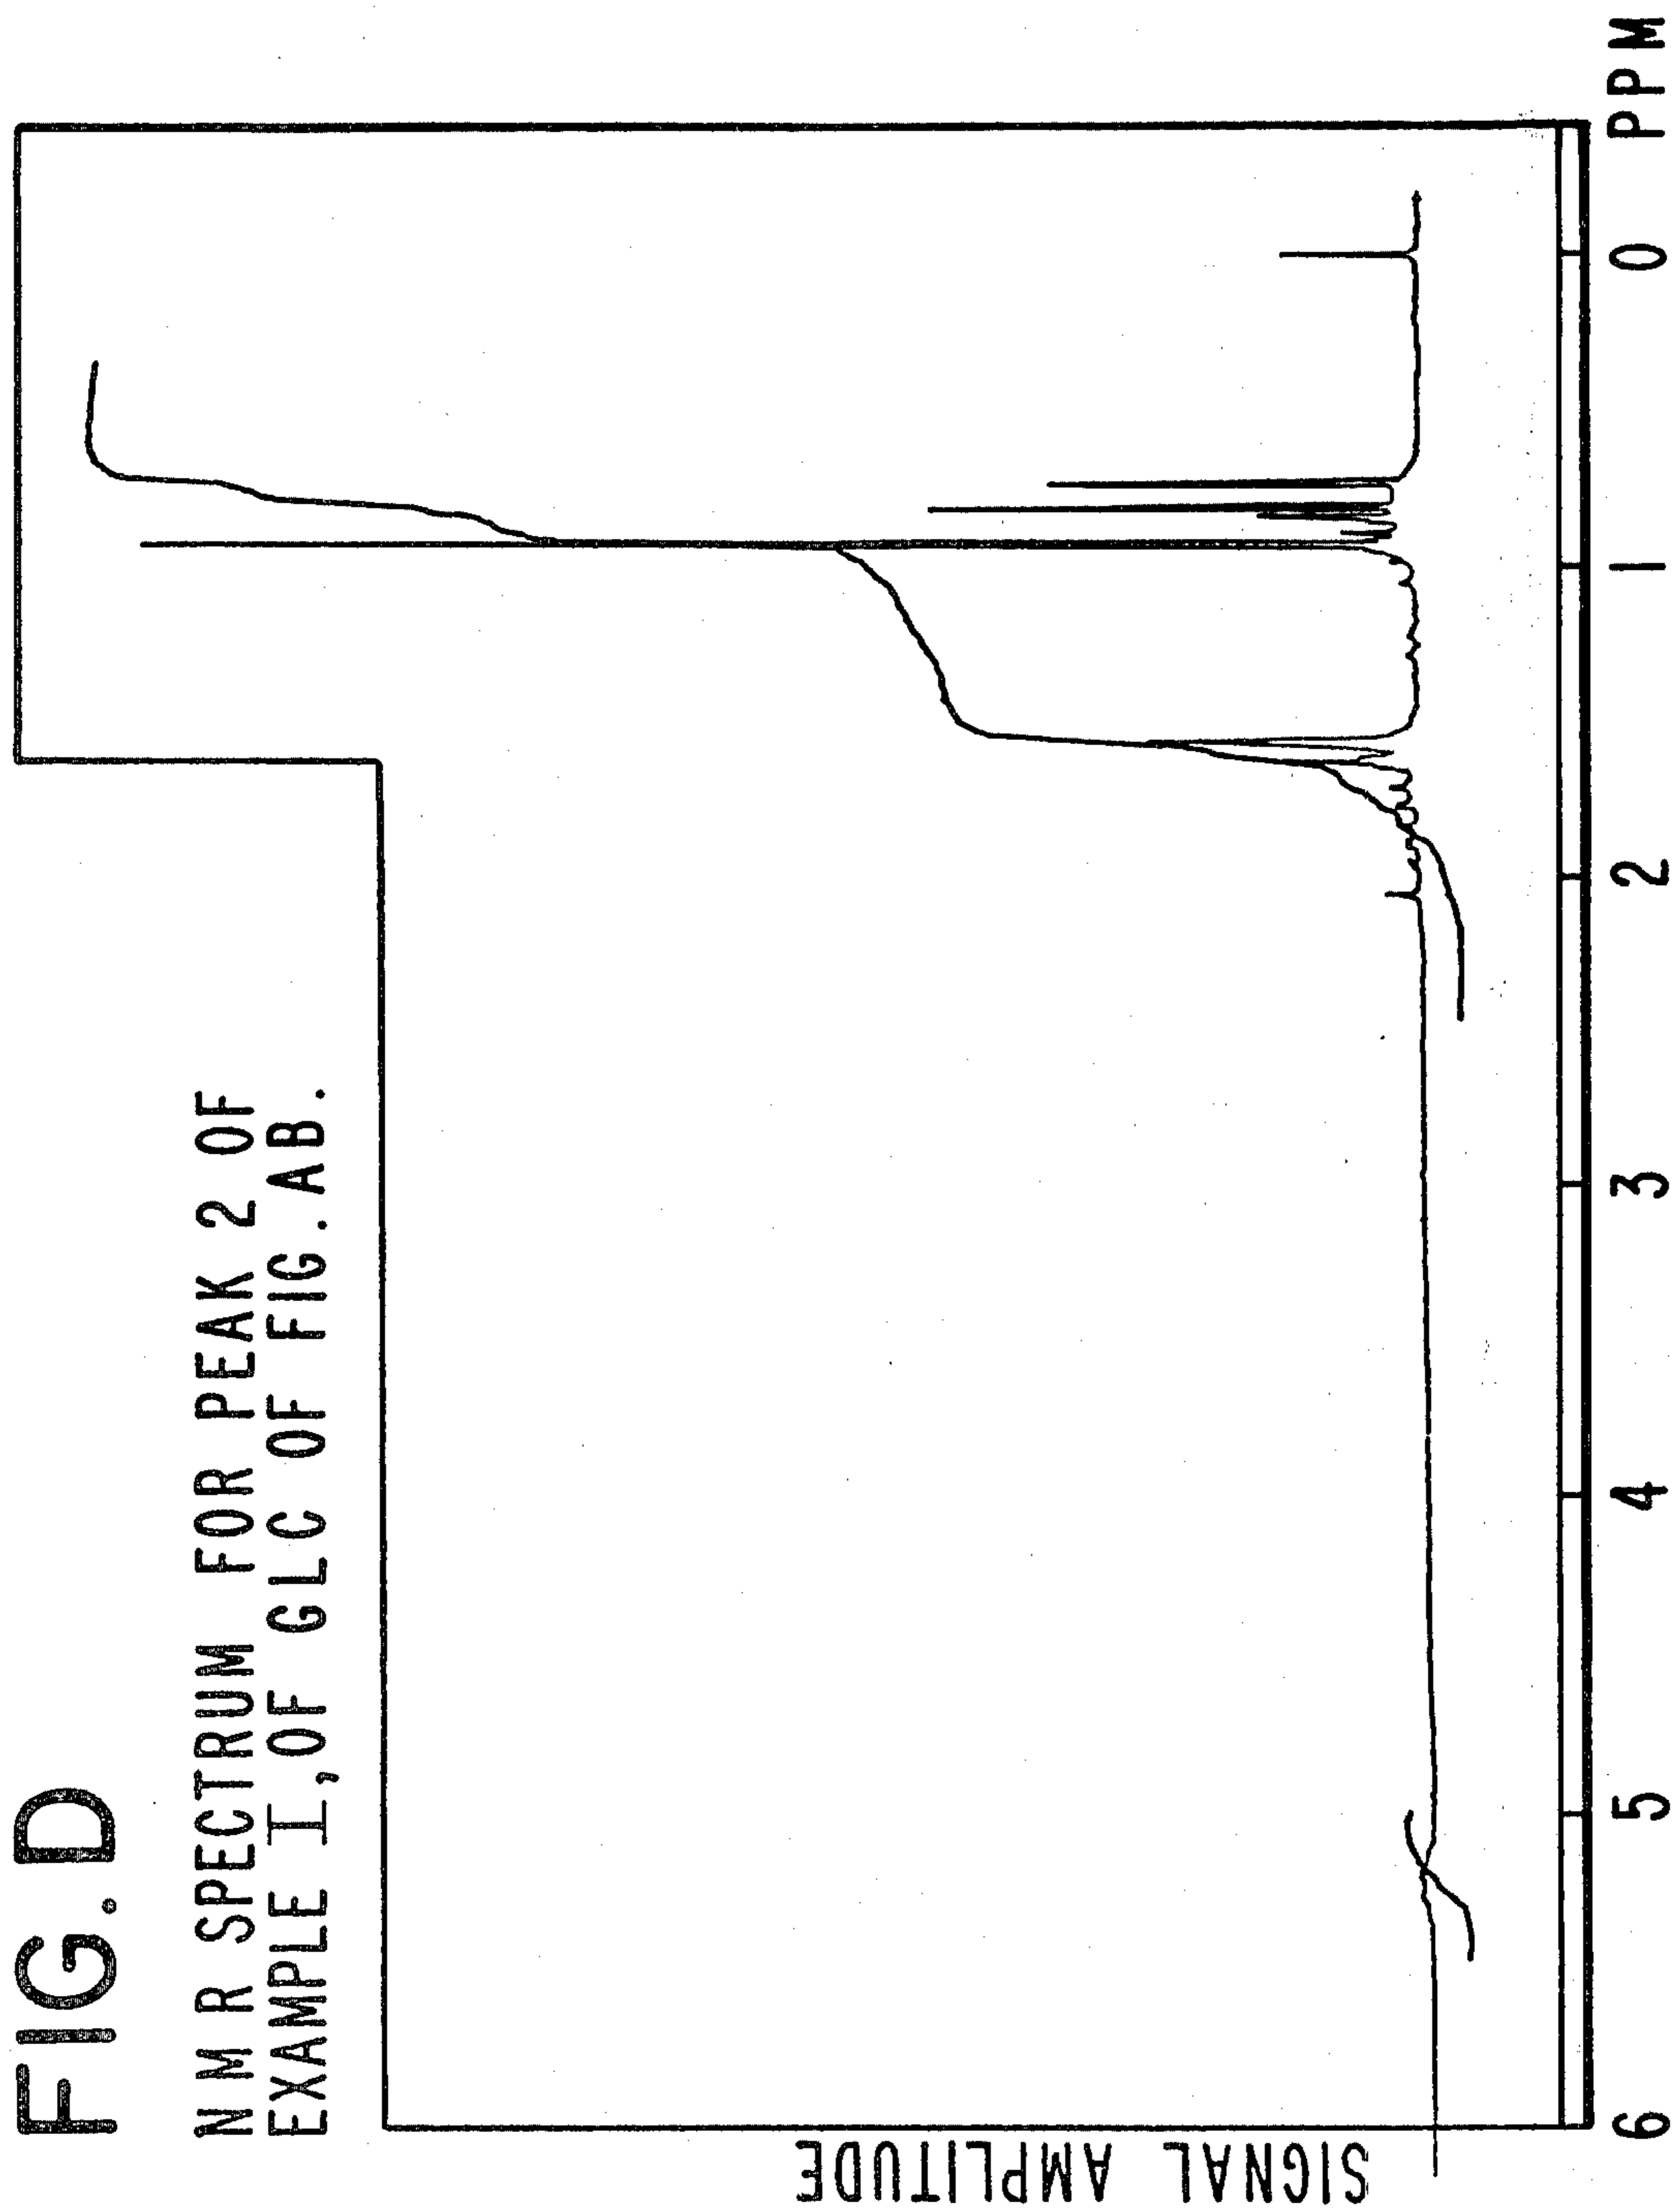 FIG. D
NMR SPECTRUM FOR PEAK 2 OF
EXAMPLE I, OF GLC OF FIG. AB.
SIGNAL AMPLITUDE
6 5 4 3 2 1 0 PPM